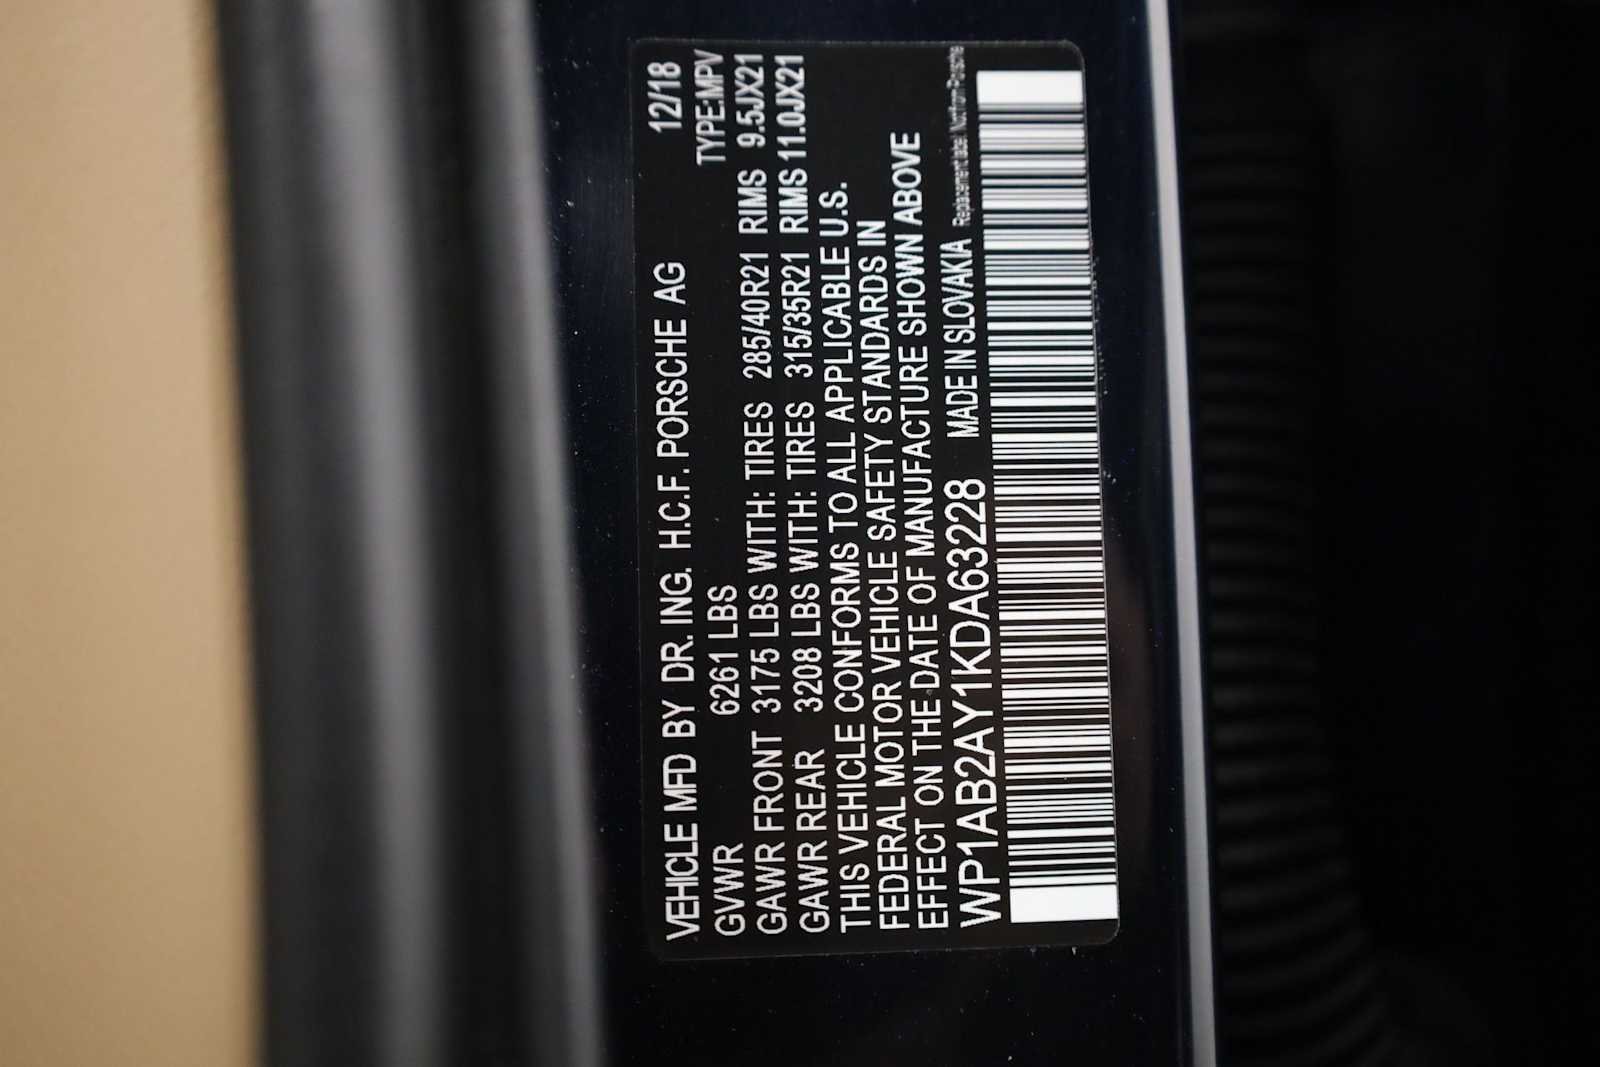 VEHICLE MFD BY DR. ING. H.C.F. PORSCHE AG 12/18
GVWR 6261 LBS TYPE:MPV
GAWR FRONT 3175 LBS WITH: TIRES 285/40R21 RIMS 9.5JX21
GAWR REAR 3208 LBS WITH: TIRES 315/35R21 RIMS 11.0JX21
THIS VEHICLE CONFORMS TO ALL APPLICABLE U.S.
FEDERAL MOTOR VEHICLE SAFETY STANDARDS IN
EFFECT ON THE DATE OF MANUFACTURE SHOWN ABOVE
WP1AB2AY1KDA63228 MADE IN SLOVAKIA Replacement label. Not from Porsche